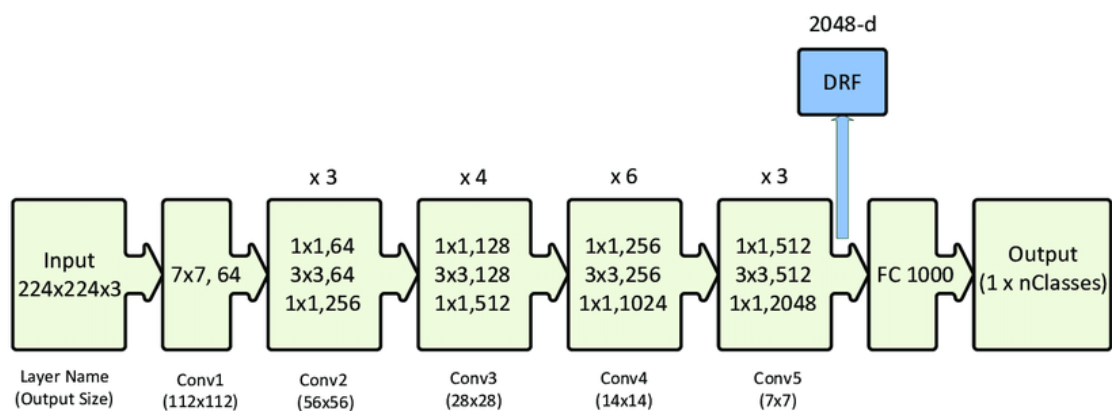 2048-d
DRF
x 3
x 4
x 6
x 3
Input
224x224x3
7x7, 64
1x1,64
3x3,64
1x1,256
1x1,128
3x3,128
1x1,512
1x1,256
3x3,256
1x1,1024
1x1,512
3x3,512
1x1,2048
FC 1000
Output
(1 x nClasses)
Layer Name
(Output Size)
Conv1
(112x112)
Conv2
(56x56)
Conv3
(28x28)
Conv4
(14x14)
Conv5
(7x7)